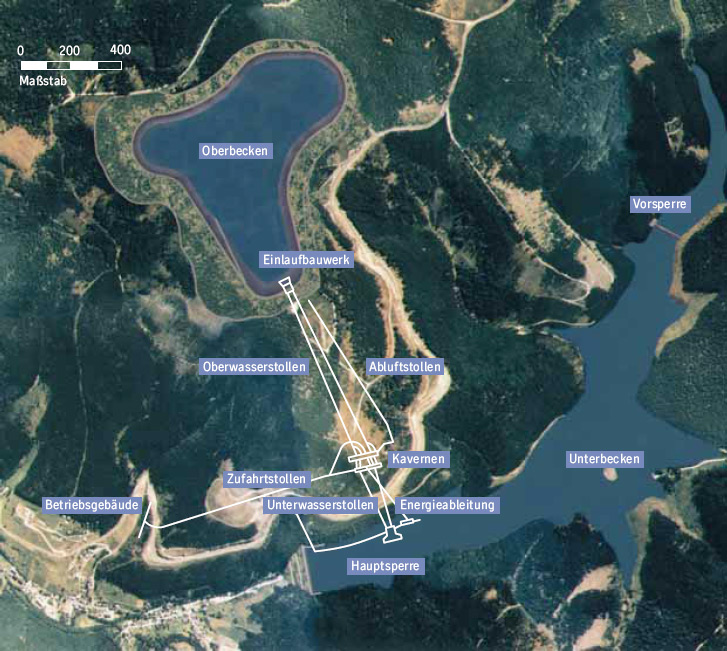 0 200 400
Maßstab
Oberbecken
Vorsperre
Einlaufbauwerk
Oberwasserstollen
Abluftstollen
Kavernen
Unterbecken
Zufahrtstollen
Betriebsgebäude
Unterwasserstollen
Energieableitung
Hauptsperre